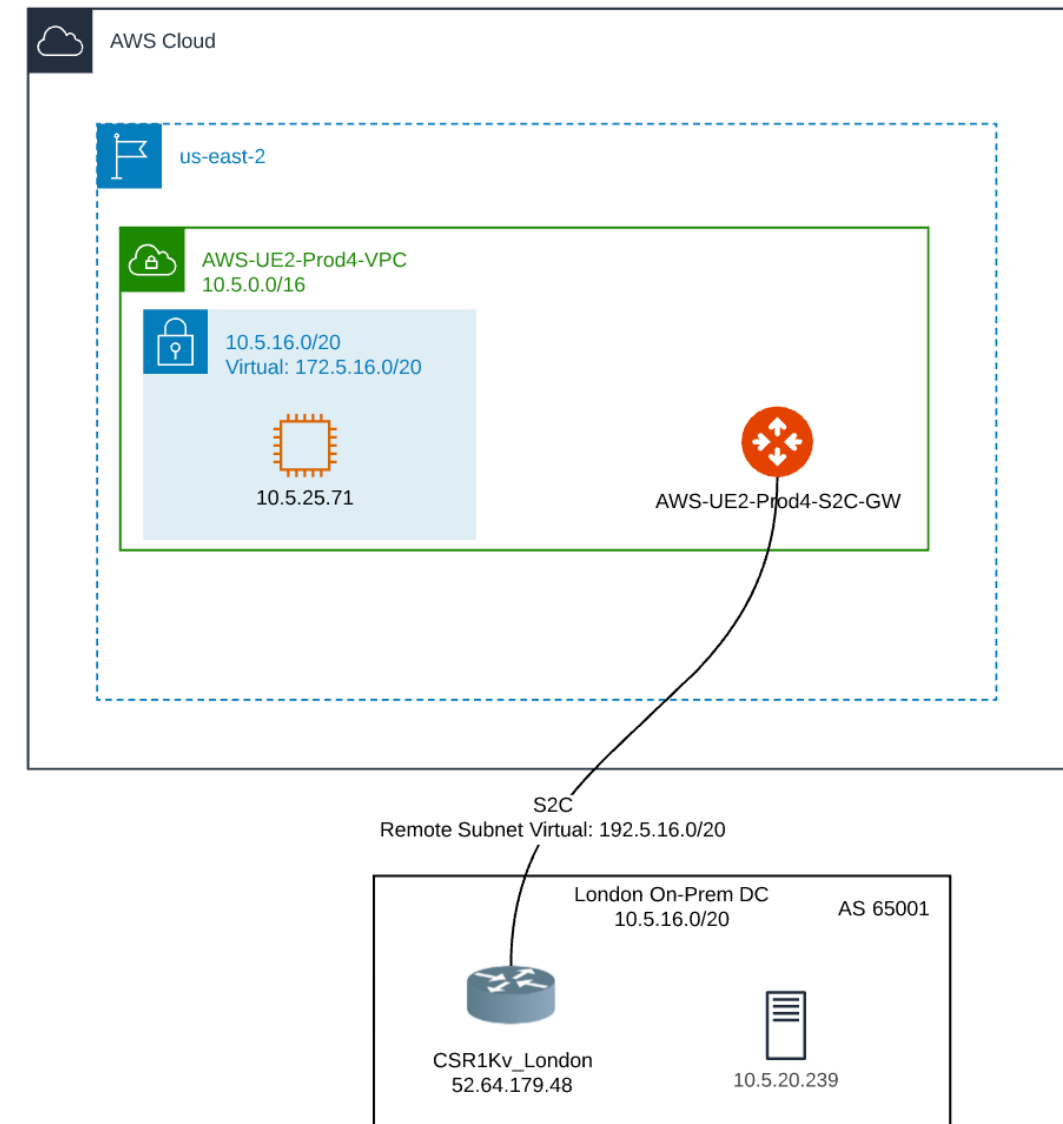 AWS Cloud
us-east-2
AWS-UE2-Prod4-VPC
10.5.0.0/16
10.5.16.0/20
Virtual: 172.5.16.0/20
10.5.25.71
AWS-UE2-Prod4-S2C-GW
S2C
Remote Subnet Virtual: 192.5.16.0/20
London On-Prem DC
10.5.16.0/20
AS 65001
CSR1Kv_London
52.64.179.48
10.5.20.239